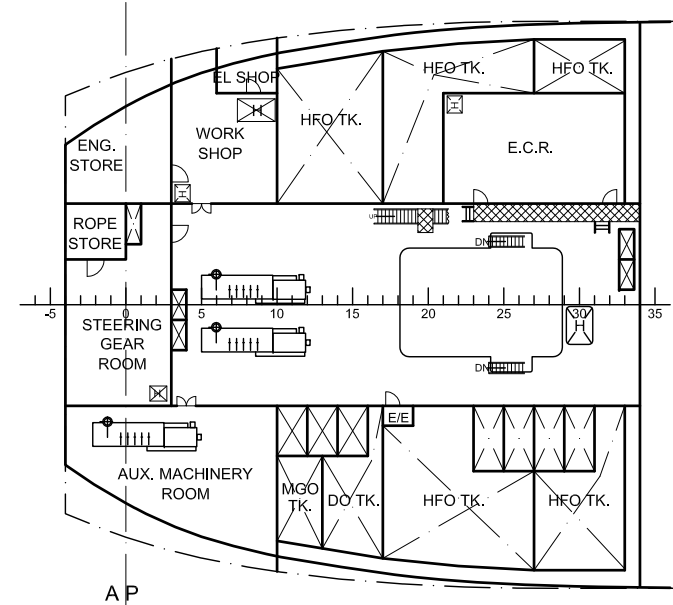 EL SHOP
HFO TK.
HFO TK.
HFO TK.
H
H
WORK
SHOP
ENG.
STORE
E.C.R.
H
ROPE
STORE
UP
DN
-5
0
5
10
15
20
25
30
35
H
STEERING
GEAR
ROOM
DN
H
E/E
AUX. MACHINERY
ROOM
MGO
TK.
DO TK.
HFO TK.
HFO TK.
A P